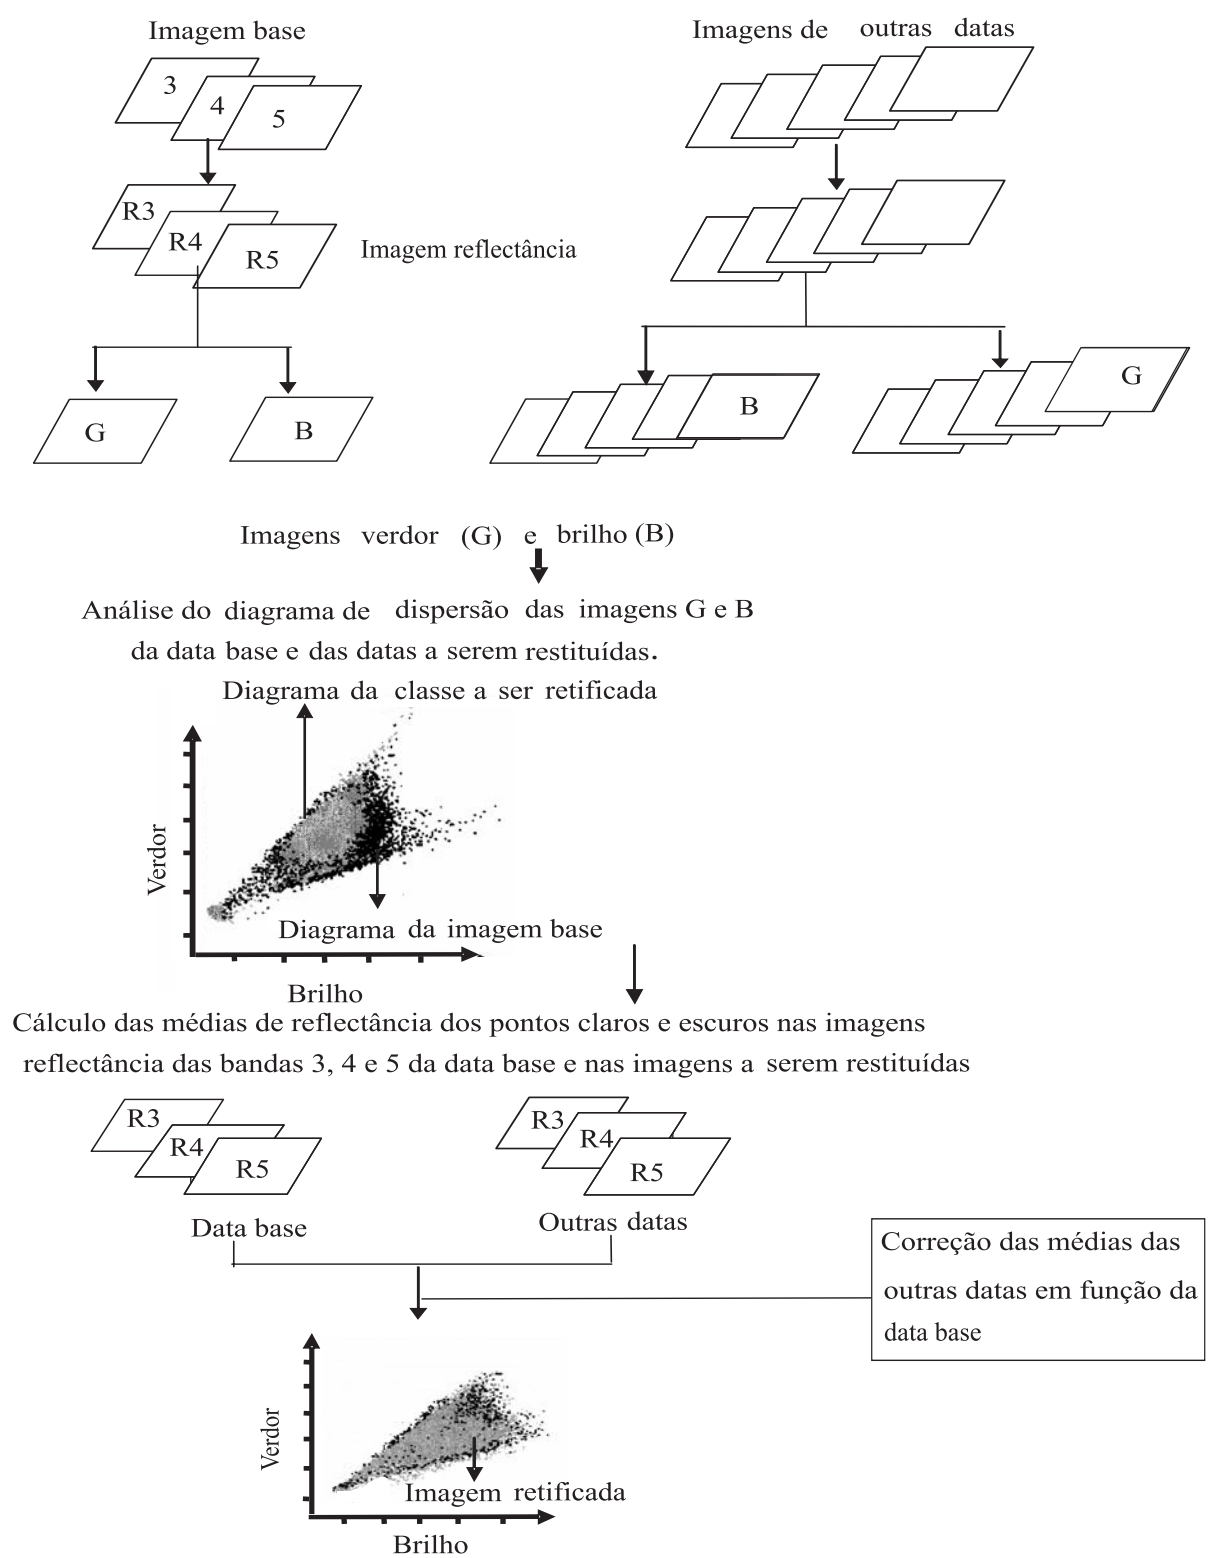 Imagem base
Imagens de outras datas
3
4
5
R3
R4
R5
Imagem reflectância
G
B
B
G
Imagens verdor (G) e brilho (B)
Análise do diagrama de dispersão das imagens G e B
da data base e das datas a serem restituídas.
Diagrama da classe a ser retificada
Verdor
Diagrama da imagem base
Brilho
Cálculo das médias de reflectância dos pontos claros e escuros nas imagens
reflectância das bandas 3, 4 e 5 da data base e nas imagens a serem restituídas
R3
R4
R5
R3
R4
R5
Data base
Outras datas
Correção das médias das
outras datas em função da
data base
Verdor
Imagem retificada
Brilho